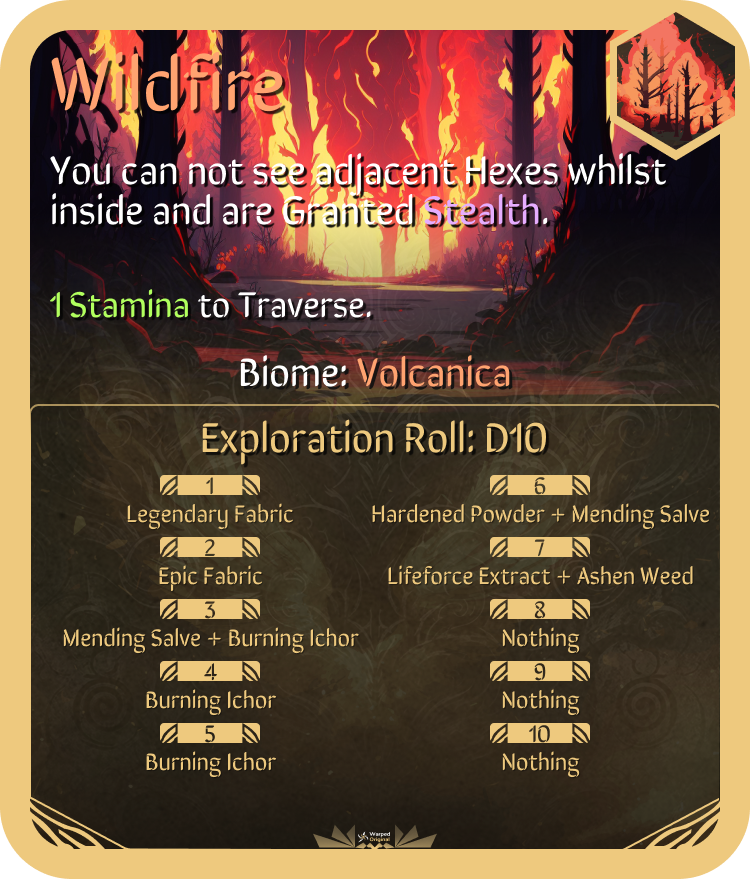 Wildfire
You can not see adjacent Hexes whilst
inside and are Granted Stealth.
1 Stamina to Traverse.
Biome: Volcanica
Exploration Roll: D10
1
Legendary Fabric
2
Epic Fabric
3
Mending Salve + Burning Ichor
4
Burning Ichor
5
Burning Ichor
6
Hardened Powder + Mending Salve
7
Lifeforce Extract + Ashen Weed
8
Nothing
9
Nothing
10
Nothing
Warped
Original